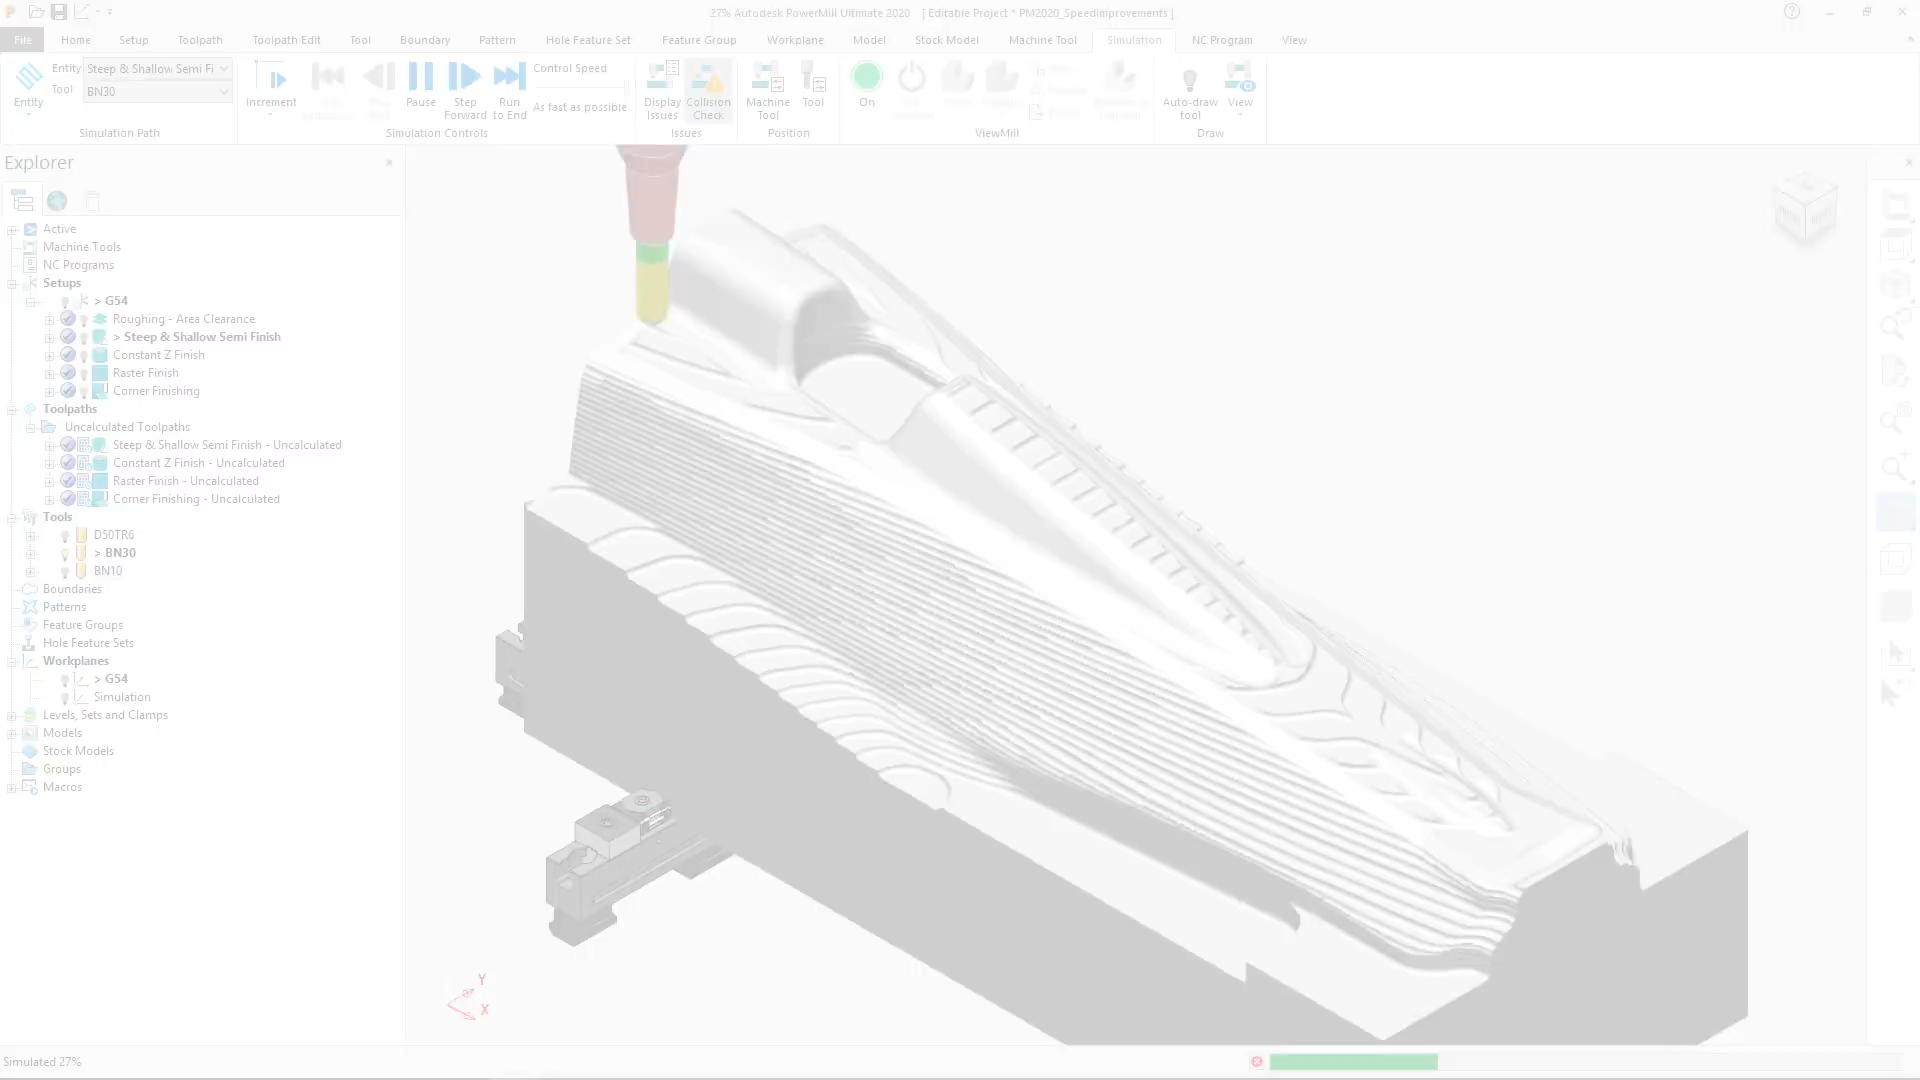 27% Autodesk PowerMill Ultimate 2020 [ Editable Project * PM2020_SpeedImprovements ]
File Home Setup Toolpath Toolpath Edit Tool Boundary Pattern Hole Feature Set Feature Group Workplane Model Stock Model Machine Tool Simulation NC Program View
Entity
Entity Steep & Shallow Semi Fi
Tool BN30
Simulation Path
Increment
Pause
Step Forward
Run to End
Control Speed
As fast as possible
Simulation Controls
Display Issues
Collision Check
Issues
Machine Tool
Tool
Position
On
ViewMill
Auto-draw tool
View
Draw
Explorer
Active
Machine Tools
NC Programs
Setups
> G54
Roughing - Area Clearance
> Steep & Shallow Semi Finish
Constant Z Finish
Raster Finish
Corner Finishing
Toolpaths
Uncalculated Toolpaths
Steep & Shallow Semi Finish - Uncalculated
Constant Z Finish - Uncalculated
Raster Finish - Uncalculated
Corner Finishing - Uncalculated
Tools
D50TR6
> BN30
BN10
Boundaries
Patterns
Feature Groups
Hole Feature Sets
Workplanes
> G54
Simulation
Levels, Sets and Clamps
Models
Stock Models
Groups
Macros
Y
X
Simulated 27%